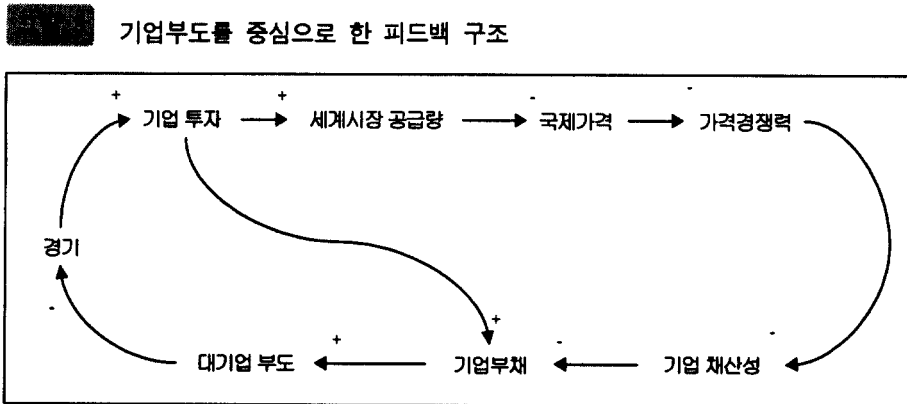 기업부도를 중심으로 한 피드백 구조
+ + - -
기업 투자 세계시장 공급량 국제가격 가격경쟁력
경기
- + + - -
대기업 부도 기업부채 기업 채산성